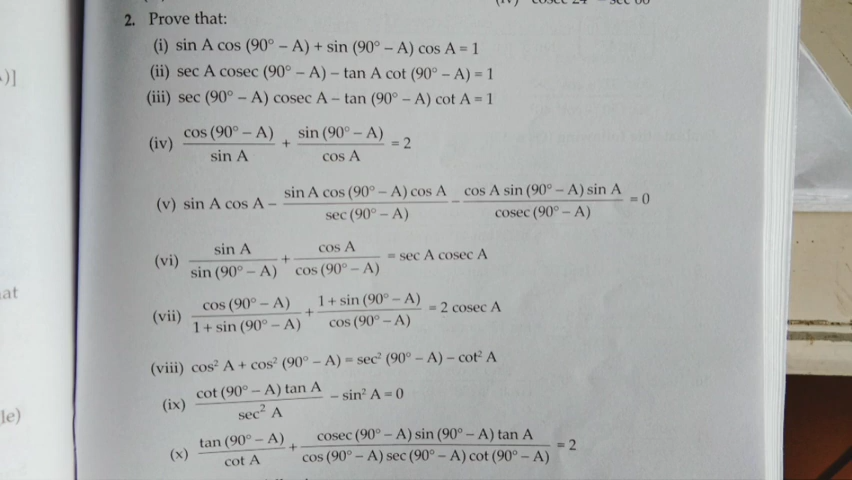 2. Prove that:
(i) sin A cos (90° – A) + sin (90° – A) cos A = 1
(ii) sec A cosec (90° – A) – tan A cot (90° – A) = 1
(iii) sec (90° – A) cosec A – tan (90° – A) cot A = 1
(iv) cos (90° – A) / sin A + sin (90° – A) / cos A = 2
(v) sin A cos A – sin A cos (90° – A) cos A / sec (90° – A) – cos A sin (90° – A) sin A / cosec (90° – A) = 0
(vi) sin A / sin (90° – A) + cos A / cos (90° – A) = sec A cosec A
(vii) cos (90° – A) / 1 + sin (90° – A) + 1 + sin (90° – A) / cos (90° – A) = 2 cosec A
(viii) cos² A + cos² (90° – A) = sec² (90° – A) – cot² A
(ix) cot (90° – A) tan A / sec² A – sin² A = 0
(x) tan (90° – A) / cot A + cosec (90° – A) sin (90° – A) tan A / cos (90° – A) sec (90° – A) cot (90° – A) = 2